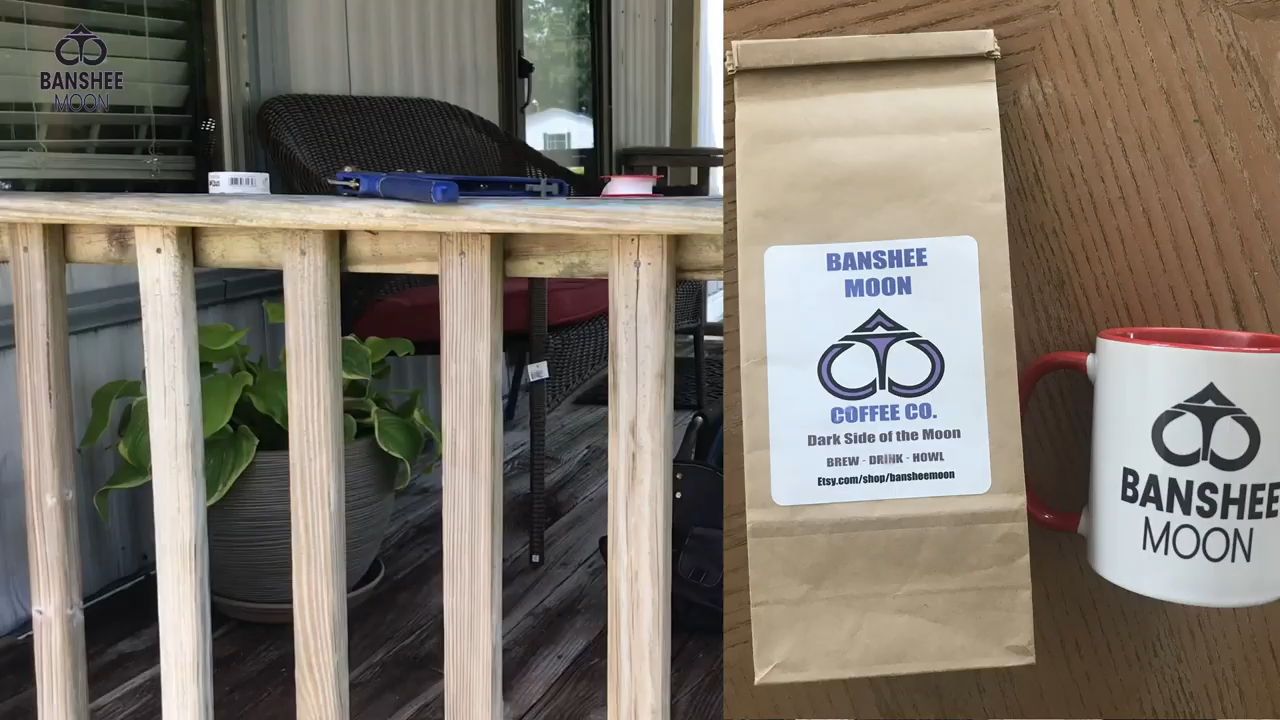 BANSHEE
MOON
BANSHEE
MOON
COFFEE CO.
Dark Side of the Moon
BREW - DRINK - HOWL
Etsy.com/shop/bansheemoon
BANSHEE
MOON